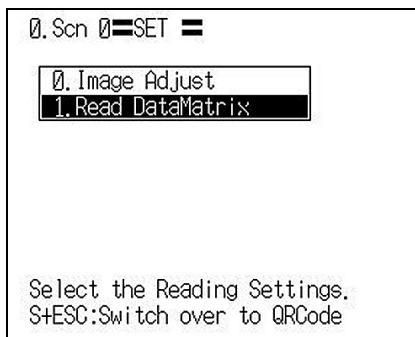 0.Scn 0=SET =
0.Image Adjust
1.Read DataMatrix
Select the Reading Settings.
S+ESC:Switch over to QRCode